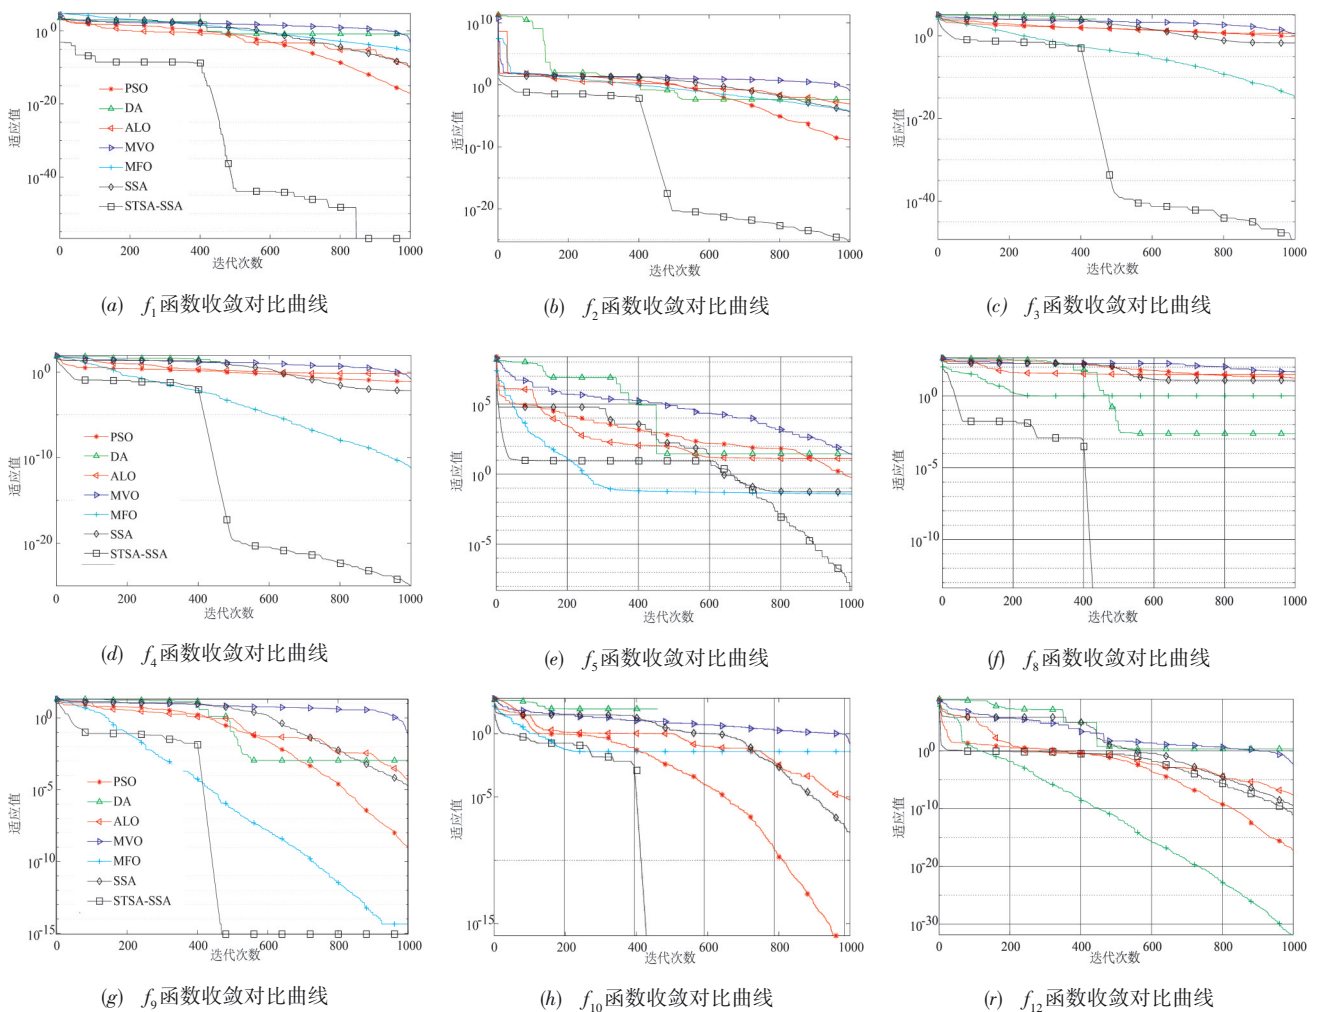 10^0
10^-20
10^-40
适应值
PSO
DA
ALO
MVO
MFO
SSA
STSA-SSA
0 200 400 600 800 1000
迭代次数
(a) f_1函数收敛对比曲线
10^10
10^0
10^-10
10^-20
适应值
0 200 400 600 800 1000
迭代次数
(b) f_2函数收敛对比曲线
10^0
10^-20
10^-40
适应值
0 200 400 600 800 1000
迭代次数
(c) f_3函数收敛对比曲线
10^0
10^-10
10^-20
适应值
PSO
DA
ALO
MVO
MFO
SSA
STSA-SSA
0 200 400 600 800 1000
迭代次数
(d) f_4函数收敛对比曲线
10^5
10^0
10^-5
适应值
0 200 400 600 800 1000
迭代次数
(e) f_5函数收敛对比曲线
10^0
10^-5
10^-10
适应值
0 200 400 600 800 1000
迭代次数
(f) f_8函数收敛对比曲线
10^0
10^-5
10^-10
10^-15
适应值
PSO
DA
ALO
MVO
MFO
SSA
STSA-SSA
0 200 400 600 800 1000
迭代次数
(g) f_9函数收敛对比曲线
10^0
10^-5
10^-15
适应值
0 200 400 600 800 1000
迭代次数
(h) f_10函数收敛对比曲线
10^0
10^-10
10^-20
10^-30
适应值
0 200 400 600 800 1000
迭代次数
(r) f_12函数收敛对比曲线